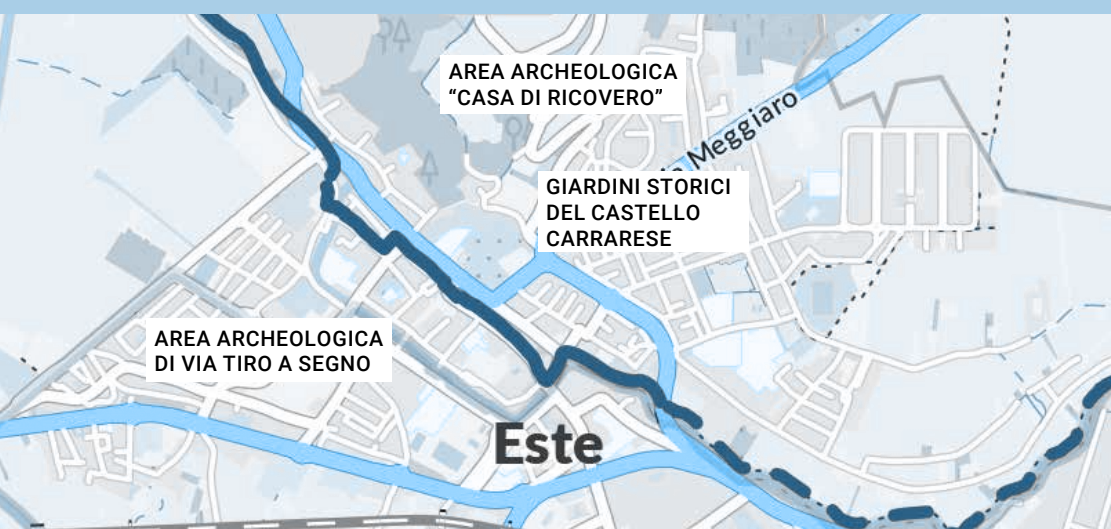 AREA ARCHEOLOGICA
“CASA DI RICOVERO”
Meggiaro
GIARDINI STORICI
DEL CASTELLO
CARRARESE
AREA ARCHEOLOGICA
DI VIA TIRO A SEGNO
Este